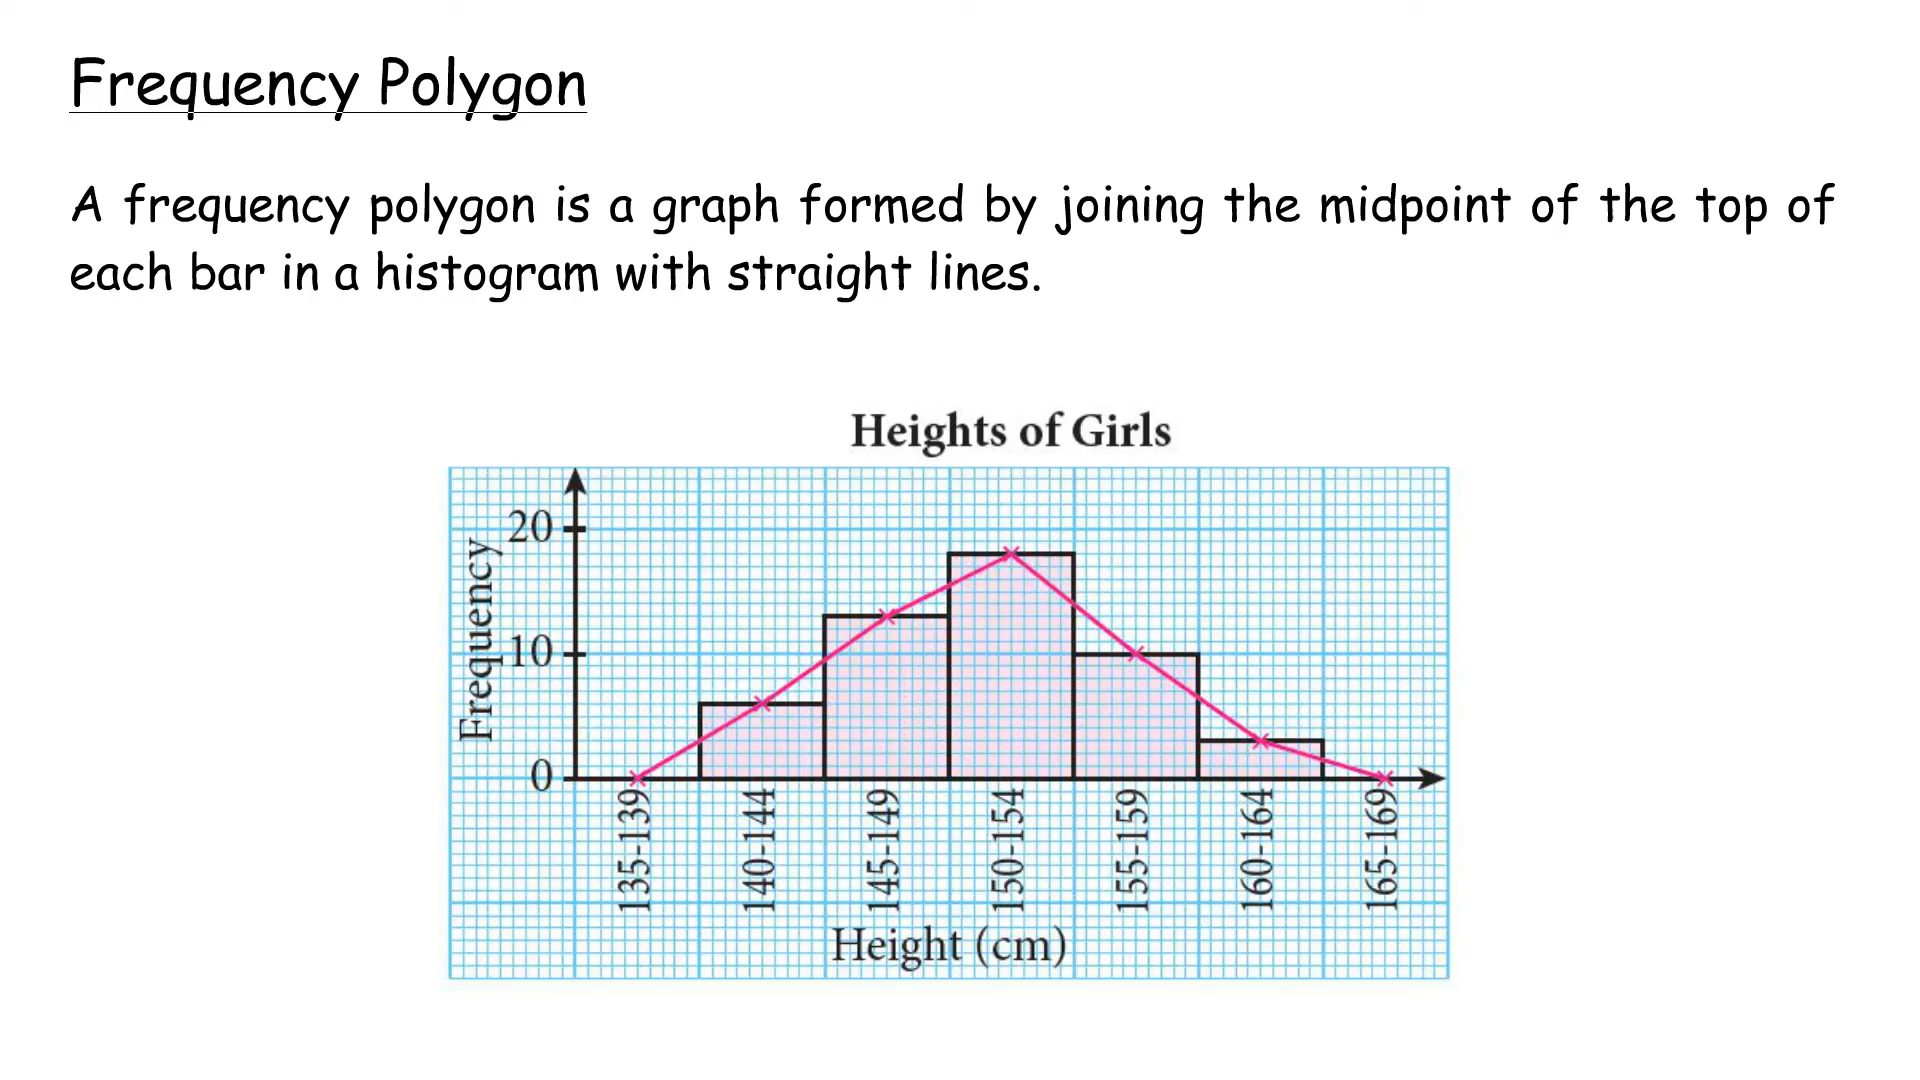 Frequency Polygon
A frequency polygon is a graph formed by joining the midpoint of the top of
each bar in a histogram with straight lines.
Heights of Girls
Frequency
20
10
0
135-139
140-144
145-149
150-154
155-159
160-164
165-169
Height (cm)